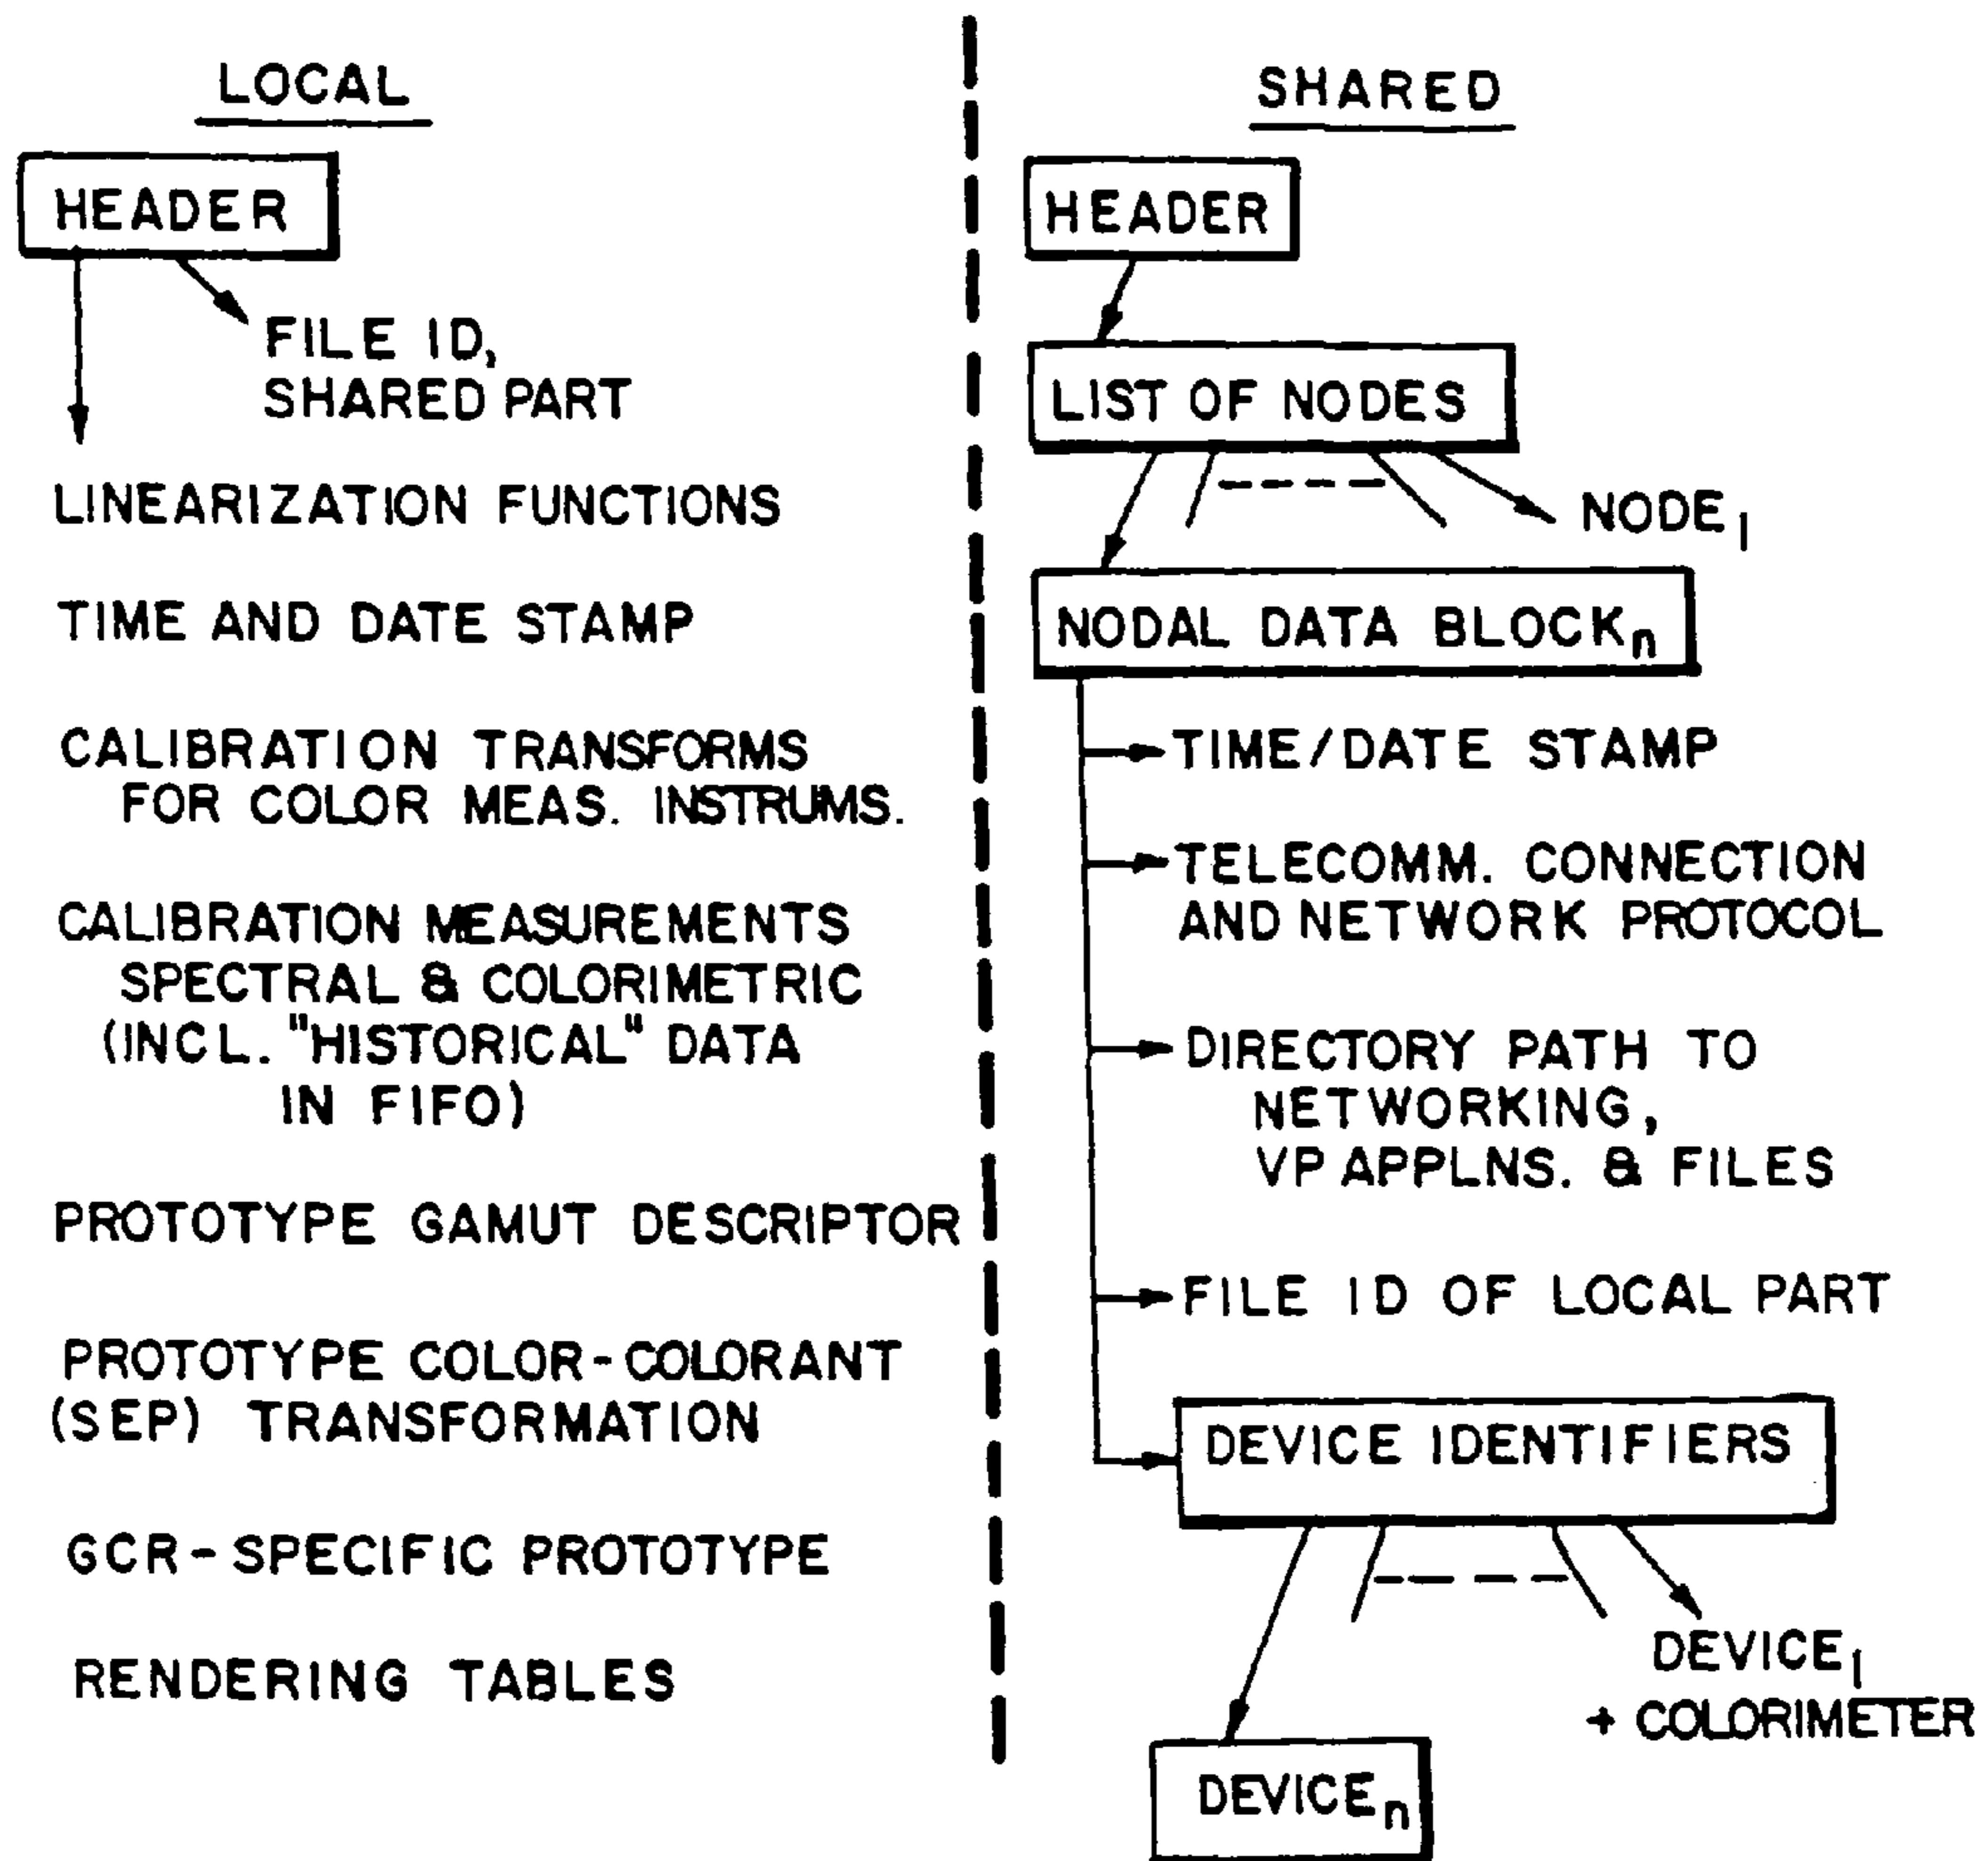 LOCAL
HEADER
FILE ID,
SHARED PART
LINEARIZATION FUNCTIONS
TIME AND DATE STAMP
CALIBRATION TRANSFORMS
FOR COLOR MEAS. INSTRUMS.
CALIBRATION MEASUREMENTS
SPECTRAL & COLORIMETRIC
(INCL. "HISTORICAL" DATA
IN FIFO)
PROTOTYPE GAMUT DESCRIPTOR
PROTOTYPE COLOR-COLORANT
(SEP) TRANSFORMATION
GCR-SPECIFIC PROTOTYPE
RENDERING TABLES
SHARED
HEADER
LIST OF NODES
NODE1
NODAL DATA BLOCKn
TIME/DATE STAMP
TELECOMM. CONNECTION
AND NETWORK PROTOCOL
DIRECTORY PATH TO
NETWORKING,
VP APPLNS. & FILES
FILE ID OF LOCAL PART
DEVICE IDENTIFIERS
DEVICE1
+ COLORIMETER
DEVICEn